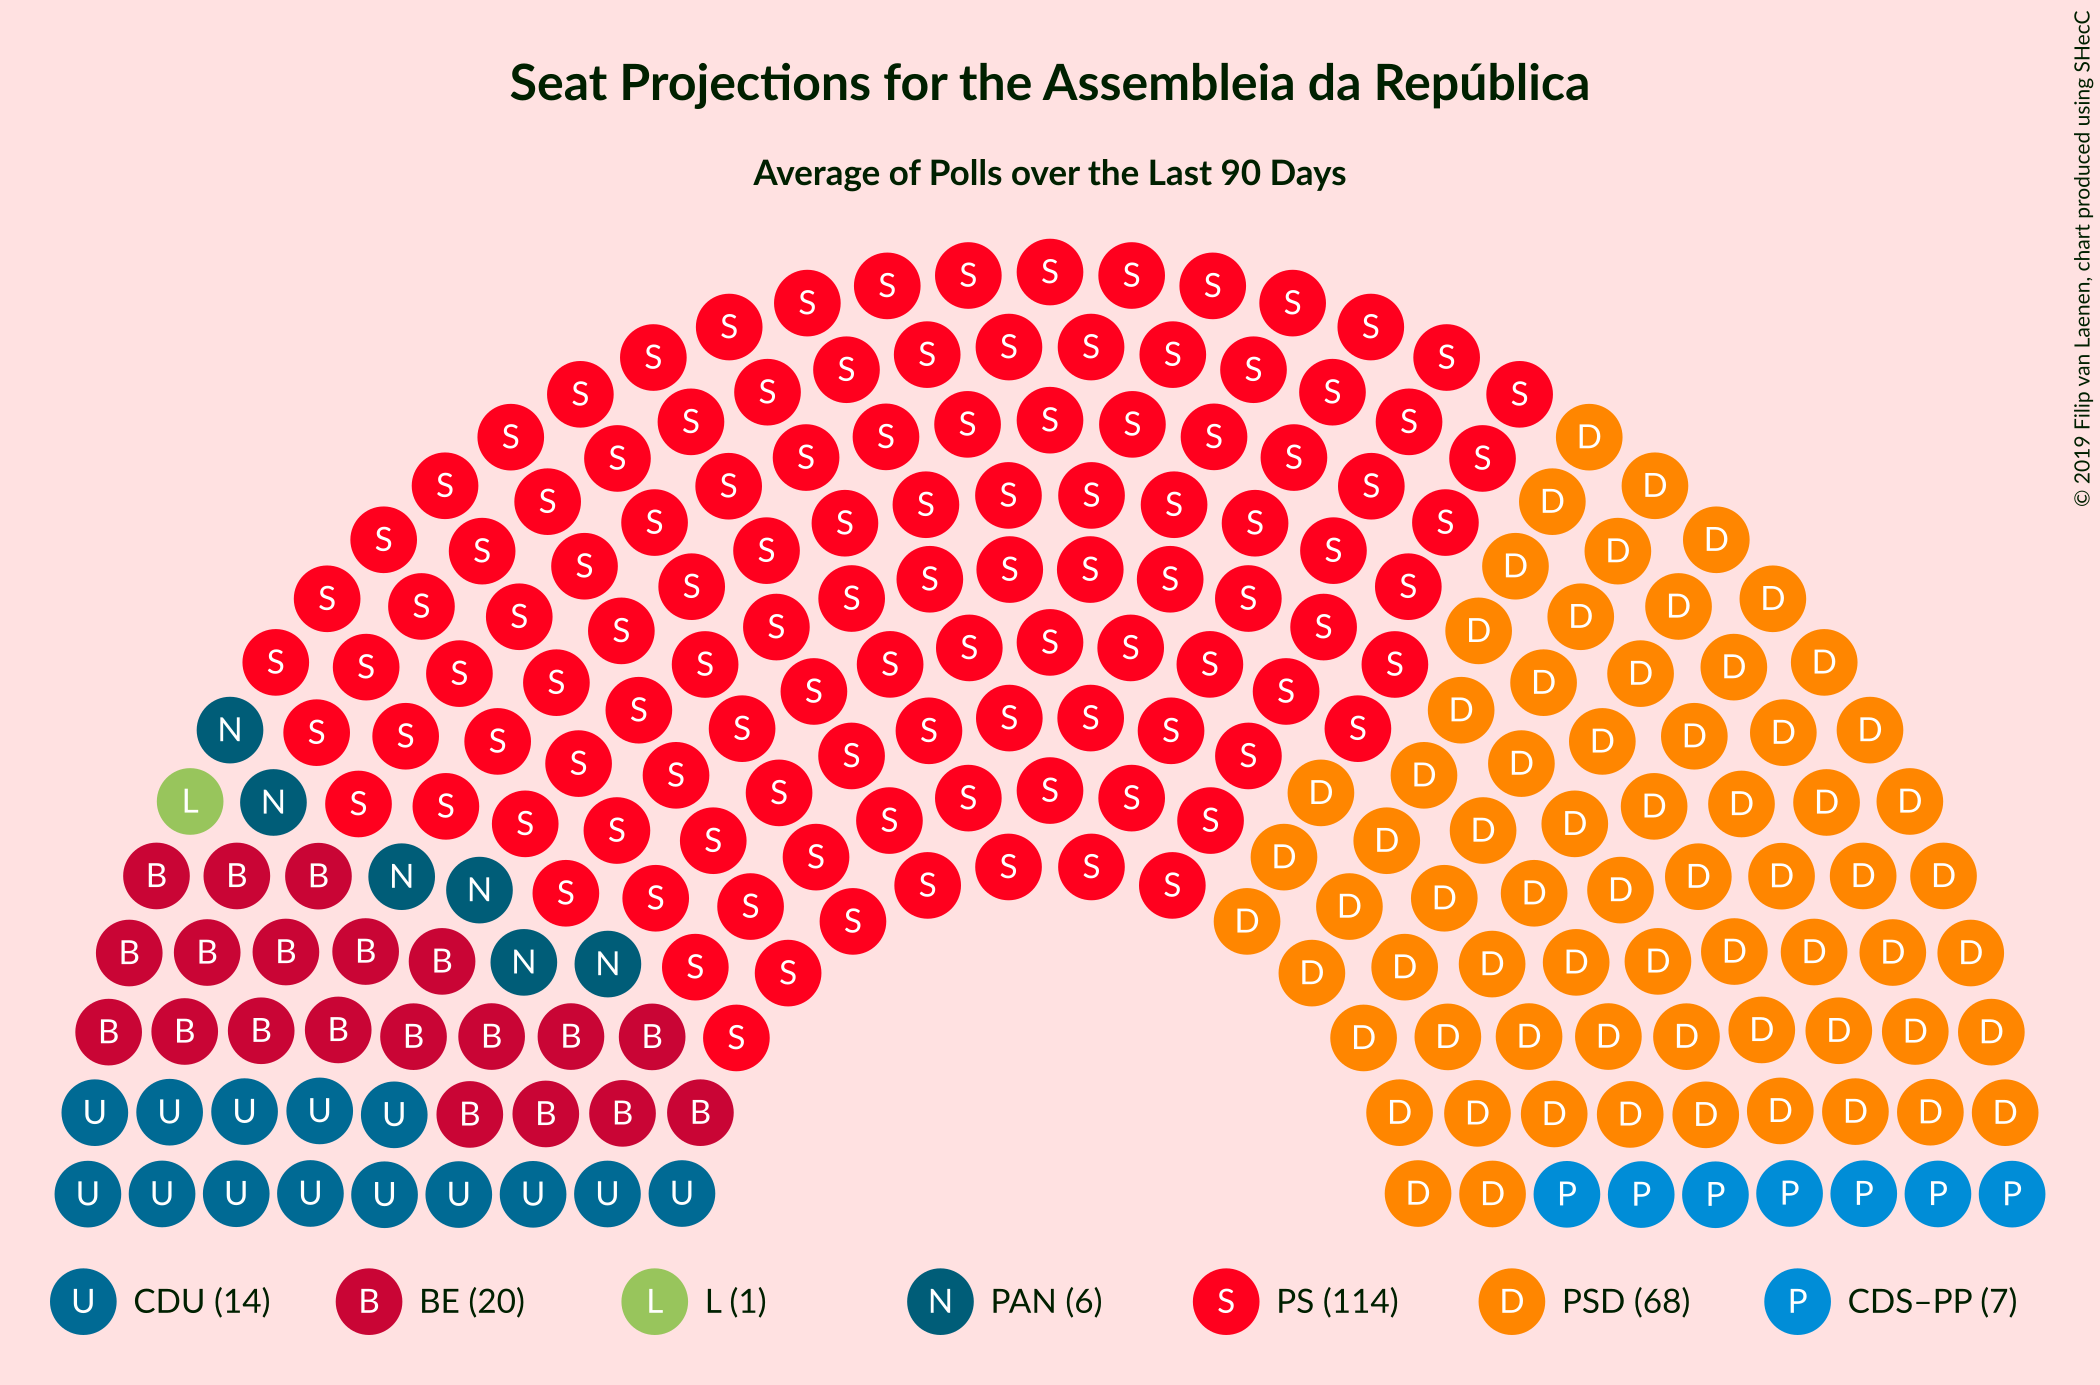 Seat Projections for the Assembleia da República
Average of Polls over the Last 90 Days
© 2019 Filip van Laenen, chart produced using SHecC
S S S S S S S S S S S S S
S S S S S S S S S S S S S D
S S S S S S S S S S S S S D D
S S S S S S S S S S S S S D D D
S S S S S S S S S S S S S S D D D D
S S S S S S S S S S S S S S D D D D D
N S S S S S S S S S S S S D D D D D D D
L N S S S S S S S S S S S D D D D D D D D
B B B N N S S S S S S S S D D D D D D D D D
B B B B B N N S S D D D D D D D D D
B B B B B B B B S D D D D D D D D D
U U U U U B B B B D D D D D D D D D
U U U U U U U U U D D P P P P P P P
U CDU (14) B BE (20) L L (1) N PAN (6) S PS (114) D PSD (68) P CDS–PP (7)